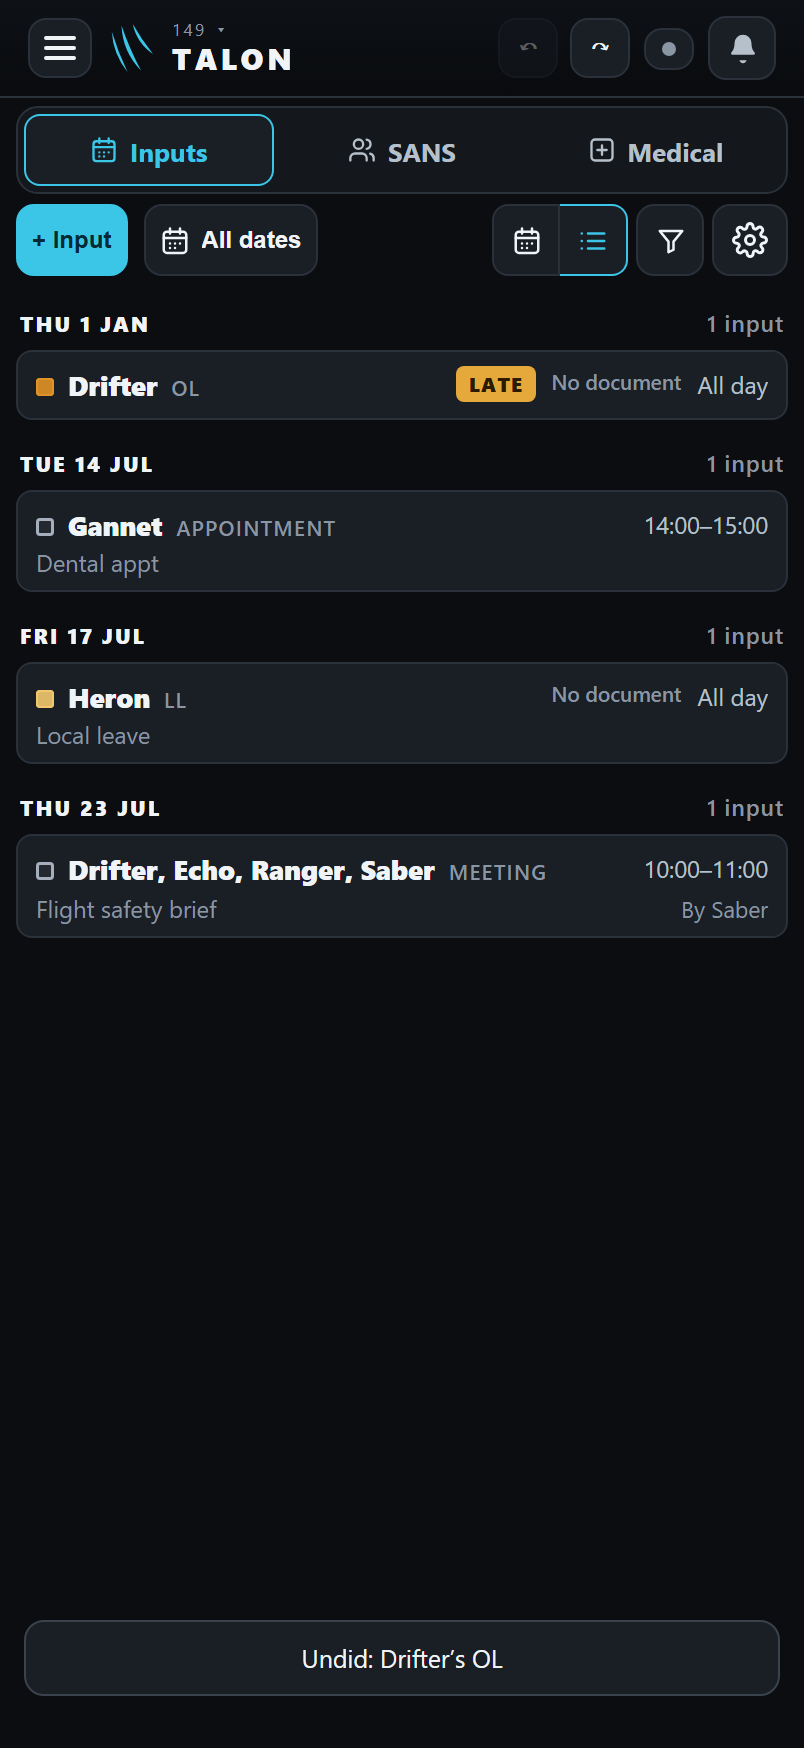 149
TALON
Inputs
SANS
Medical
+ Input
All dates
THU 1 JAN
1 input
Drifter OL
LATE
No document
All day
TUE 14 JUL
1 input
Gannet APPOINTMENT
14:00–15:00
Dental appt
FRI 17 JUL
1 input
Heron LL
No document
All day
Local leave
THU 23 JUL
1 input
Drifter, Echo, Ranger, Saber MEETING
10:00–11:00
Flight safety brief
By Saber
Undid: Drifter’s OL